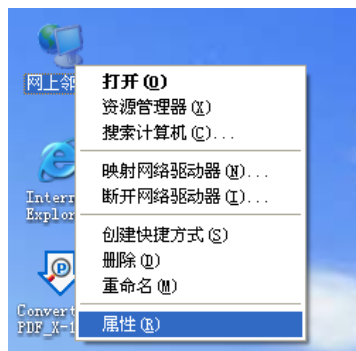 网上邻
打开(O)
资源管理器(X)
搜索计算机(C)...
映射网络驱动器(N)...
断开网络驱动器(I)...
创建快捷方式(S)
删除(D)
重命名(M)
属性(R)
Intern
Explor
Convert
PDF_X-1